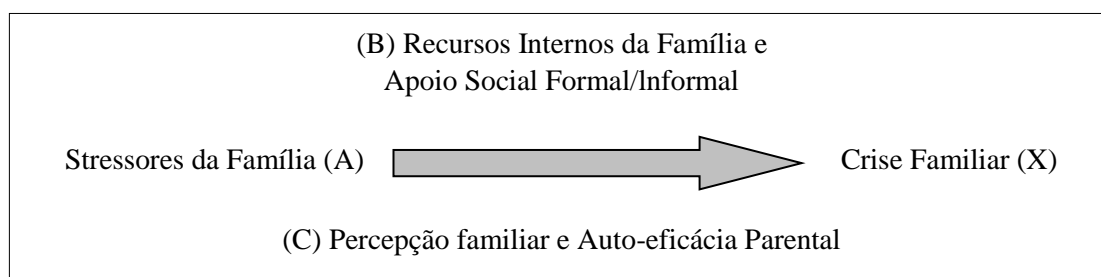 (B) Recursos Internos da Família e
Apoio Social Formal/lnformal
Stressores da Família (A) Crise Familiar (X)
(C) Percepção familiar e Auto-eficácia Parental